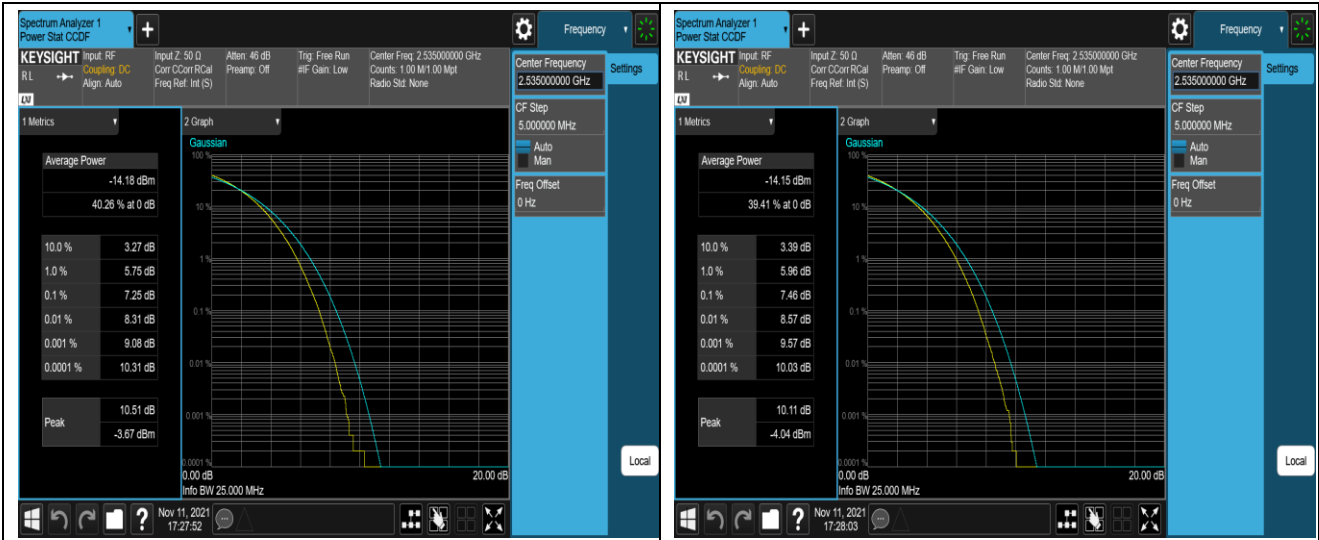 Spectrum Analyzer 1
Power Stat CCDF
+
Frequency
KEYSIGHT
RL
LXI
Input: RF
Coupling: DC
Align: Auto
Input Z: 50 Ω
Corr CCorr RCal
Freq Ref: Int (S)
Atten: 46 dB
Preamp: Off
Trig: Free Run
#IF Gain: Low
Center Freq: 2.535000000 GHz
Counts: 1.00 M/1.00 Mpt
Radio Std: None
Center Frequency
2.535000000 GHz
Settings
CF Step
5.000000 MHz
Auto
Man
Freq Offset
0 Hz
1 Metrics
Average Power
-14.18 dBm
40.26 % at 0 dB
10.0 % 3.27 dB
1.0 % 5.75 dB
0.1 % 7.25 dB
0.01 % 8.31 dB
0.001 % 9.08 dB
0.0001 % 10.31 dB
Peak
10.51 dB
-3.67 dBm
2 Graph
Gaussian
100 %
10 %
1 %
0.1 %
0.01 %
0.001 %
0.0001 %
0.00 dB 20.00 dB
Info BW 25.000 MHz
Local
?
Nov 11, 2021
17:27:52
Spectrum Analyzer 1
Power Stat CCDF
+
Frequency
KEYSIGHT
RL
LXI
Input: RF
Coupling: DC
Align: Auto
Input Z: 50 Ω
Corr CCorr RCal
Freq Ref: Int (S)
Atten: 46 dB
Preamp: Off
Trig: Free Run
#IF Gain: Low
Center Freq: 2.535000000 GHz
Counts: 1.00 M/1.00 Mpt
Radio Std: None
Center Frequency
2.535000000 GHz
Settings
CF Step
5.000000 MHz
Auto
Man
Freq Offset
0 Hz
1 Metrics
Average Power
-14.15 dBm
39.41 % at 0 dB
10.0 % 3.39 dB
1.0 % 5.96 dB
0.1 % 7.46 dB
0.01 % 8.57 dB
0.001 % 9.57 dB
0.0001 % 10.03 dB
Peak
10.11 dB
-4.04 dBm
2 Graph
Gaussian
100 %
10 %
1 %
0.1 %
0.01 %
0.001 %
0.0001 %
0.00 dB 20.00 dB
Info BW 25.000 MHz
Local
?
Nov 11, 2021
17:28:03